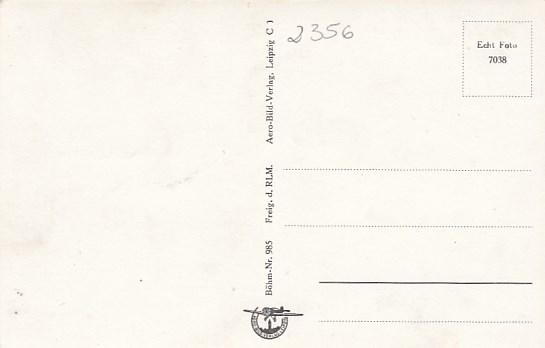 2356
Echt Foto
7038
Böhm-Nr. 985 Freig. d. RLM. Aero-Bild-Verlag, Leipzig C 1